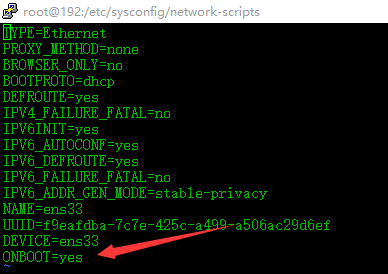 root@192:/etc/sysconfig/network-scripts
TYPE=Ethernet
PROXY_METHOD=none
BROWSER_ONLY=no
BOOTPROTO=dhcp
DEFROUTE=yes
IPV4_FAILURE_FATAL=no
IPV6INIT=yes
IPV6_AUTOCONF=yes
IPV6_DEFROUTE=yes
IPV6_FAILURE_FATAL=no
IPV6_ADDR_GEN_MODE=stable-privacy
NAME=ens33
UUID=f9eafdba-7c7e-425c-a499-a506ac29d6ef
DEVICE=ens33
ONBOOT=yes
~